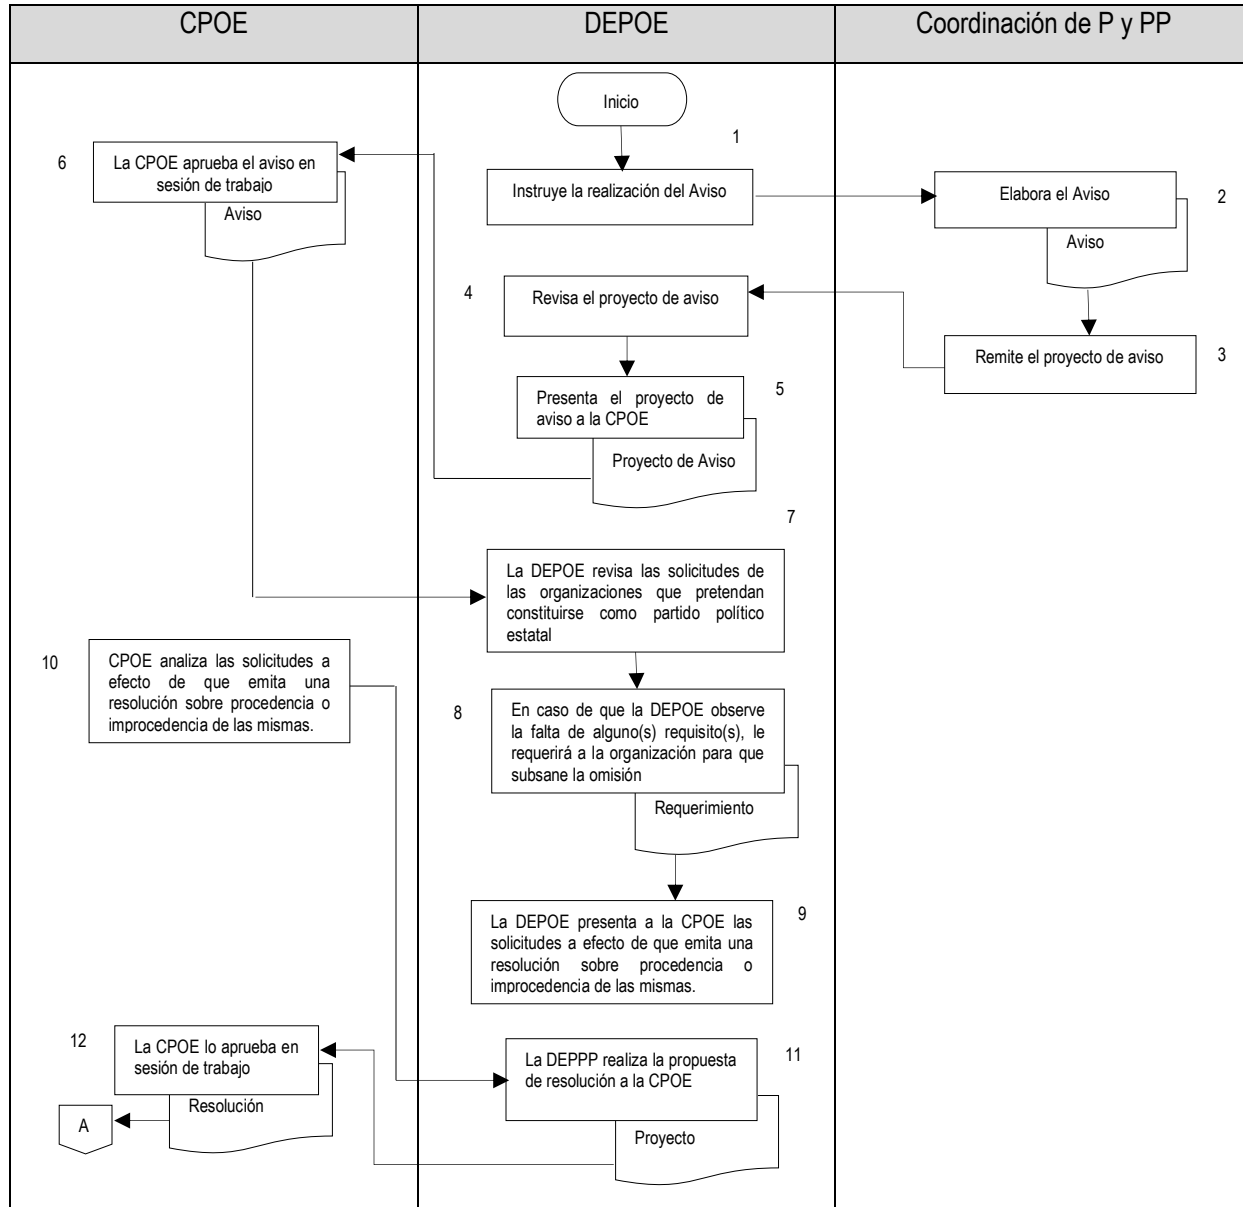 CPOE
DEPOE
Coordinación de P y PP
Inicio
1
Instruye la realización del Aviso
Elabora el Aviso
2
Aviso
Remite el proyecto de aviso
3
4
Revisa el proyecto de aviso
Presenta el proyecto de
aviso a la CPOE
5
Proyecto de Aviso
6
La CPOE aprueba el aviso en
sesión de trabajo
Aviso
7
La DEPOE revisa las solicitudes de
las organizaciones que pretendan
constituirse como partido político
estatal
8
En caso de que la DEPOE observe
la falta de alguno(s) requisito(s), le
requerirá a la organización para que
subsane la omisión
Requerimiento
9
La DEPOE presenta a la CPOE las
solicitudes a efecto de que emita una
resolución sobre procedencia o
improcedencia de las mismas.
10
CPOE analiza las solicitudes a
efecto de que emita una
resolución sobre procedencia o
improcedencia de las mismas.
11
La DEPPP realiza la propuesta
de resolución a la CPOE
Proyecto
12
La CPOE lo aprueba en
sesión de trabajo
Resolución
A